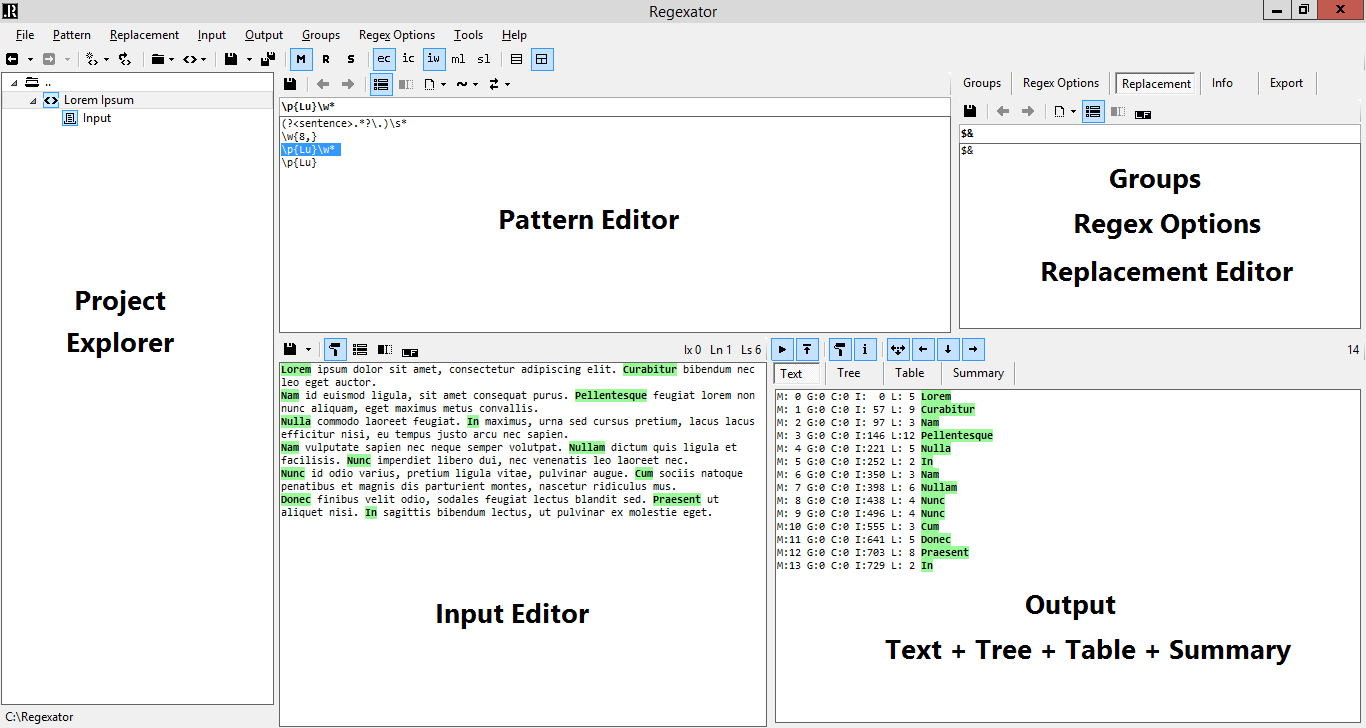 .R
Regexator
File Pattern Replacement Input Output Groups Regex Options Tools Help
M R S ec ic iw ml sl
..
Lorem Ipsum
Input
Project
Explorer
C:\Regexator
\p{Lu}\w*
(?<sentence>.*?\.)\s*
\w{8,}
\p{Lu}\w*
\p{Lu}
Pattern Editor
Groups Regex Options Replacement Info Export
LF
$&
$&
Groups
Regex Options
Replacement Editor
LF Ix 0 Ln 1 Ls 6
Lorem ipsum dolor sit amet, consectetur adipiscing elit. Curabitur bibendum nec
leo eget auctor.
Nam id euismod ligula, sit amet consequat purus. Pellentesque feugiat lorem non
nunc aliquam, eget maximus metus convallis.
Nulla commodo laoreet feugiat. In maximus, urna sed cursus pretium, lacus lacus
efficitur nisi, eu tempus justo arcu nec sapien.
Nam vulputate sapien nec neque semper volutpat. Nullam dictum quis ligula et
facilisis. Nunc imperdiet libero dui, nec venenatis leo laoreet nec.
Nunc id odio varius, pretium ligula vitae, pulvinar augue. Cum sociis natoque
penatibus et magnis dis parturient montes, nascetur ridiculus mus.
Donec finibus velit odio, sodales feugiat lectus blandit sed. Praesent ut
aliquet nisi. In sagittis bibendum lectus, ut pulvinar ex molestie eget.
Input Editor
i 14
Text Tree Table Summary
M: 0 G:0 C:0 I:  0 L: 5 Lorem
M: 1 G:0 C:0 I: 57 L: 9 Curabitur
M: 2 G:0 C:0 I: 97 L: 3 Nam
M: 3 G:0 C:0 I:146 L:12 Pellentesque
M: 4 G:0 C:0 I:221 L: 5 Nulla
M: 5 G:0 C:0 I:252 L: 2 In
M: 6 G:0 C:0 I:350 L: 3 Nam
M: 7 G:0 C:0 I:398 L: 6 Nullam
M: 8 G:0 C:0 I:438 L: 4 Nunc
M: 9 G:0 C:0 I:496 L: 4 Nunc
M:10 G:0 C:0 I:555 L: 3 Cum
M:11 G:0 C:0 I:641 L: 5 Donec
M:12 G:0 C:0 I:703 L: 8 Praesent
M:13 G:0 C:0 I:729 L: 2 In
Output
Text + Tree + Table + Summary